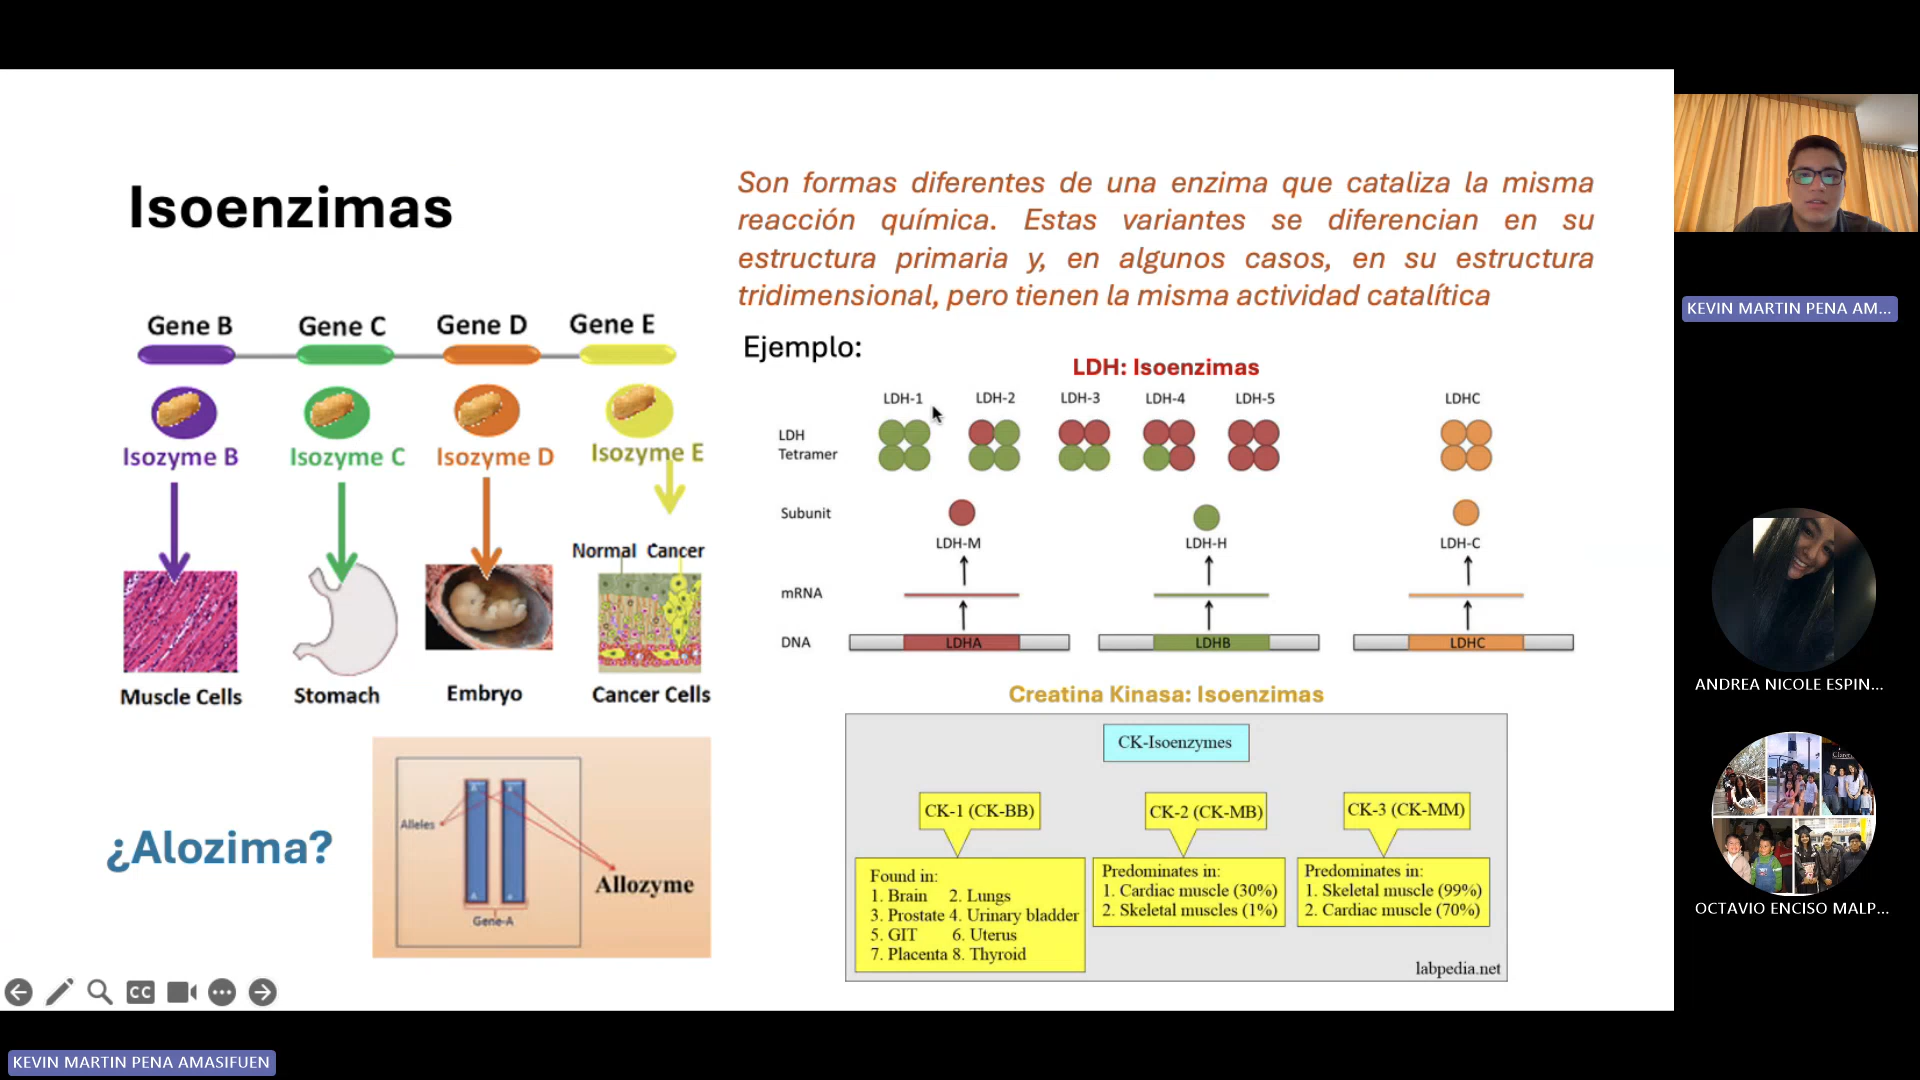 Isoenzimas
Son formas diferentes de una enzima que cataliza la misma
reacción química. Estas variantes se diferencian en su
estructura primaria y, en algunos casos, en su estructura
tridimensional, pero tienen la misma actividad catalítica
Gene B Gene C Gene D Gene E
Isozyme B Isozyme C Isozyme D Isozyme E
Normal Cancer
Muscle Cells Stomach Embryo Cancer Cells
¿Alozima?
Alleles
Allozyme
Gene-A
Ejemplo:
LDH: Isoenzimas
LDH-1 LDH-2 LDH-3 LDH-4 LDH-5 LDHC
LDH
Tetramer
Subunit
LDH-M LDH-H LDH-C
mRNA
DNA LDHA LDHB LDHC
Creatina Kinasa: Isoenzimas
CK-Isoenzymes
CK-1 (CK-BB)
Found in:
1. Brain 2. Lungs
3. Prostate 4. Urinary bladder
5. GIT 6. Uterus
7. Placenta 8. Thyroid
CK-2 (CK-MB)
Predominates in:
1. Cardiac muscle (30%)
2. Skeletal muscles (1%)
CK-3 (CK-MM)
Predominates in:
1. Skeletal muscle (99%)
2. Cardiac muscle (70%)
labpedia.net
CC
KEVIN MARTIN PENA AMASIFUEN
KEVIN MARTIN PENA AM...
ANDREA NICOLE ESPIN...
OCTAVIO ENCISO MALP...